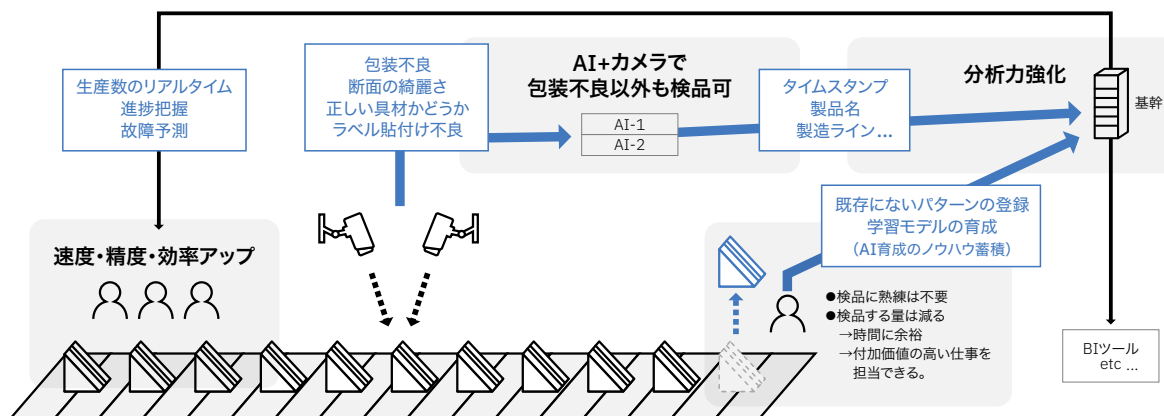 生産数のリアルタイム
進捗把握
故障予測
包装不良
断面の綺麗さ
正しい具材かどうか
ラベル貼付け不良
AI+カメラで
包装不良以外も検品可
AI-1
AI-2
タイムスタンプ
製品名
製造ライン...
分析力強化
基幹
既存にないパターンの登録
学習モデルの育成
（AI育成のノウハウ蓄積）
速度・精度・効率アップ
●検品に熟練は不要
●検品する量は減る
→時間に余裕
→付加価値の高い仕事を
担当できる。
BIツール
etc ...